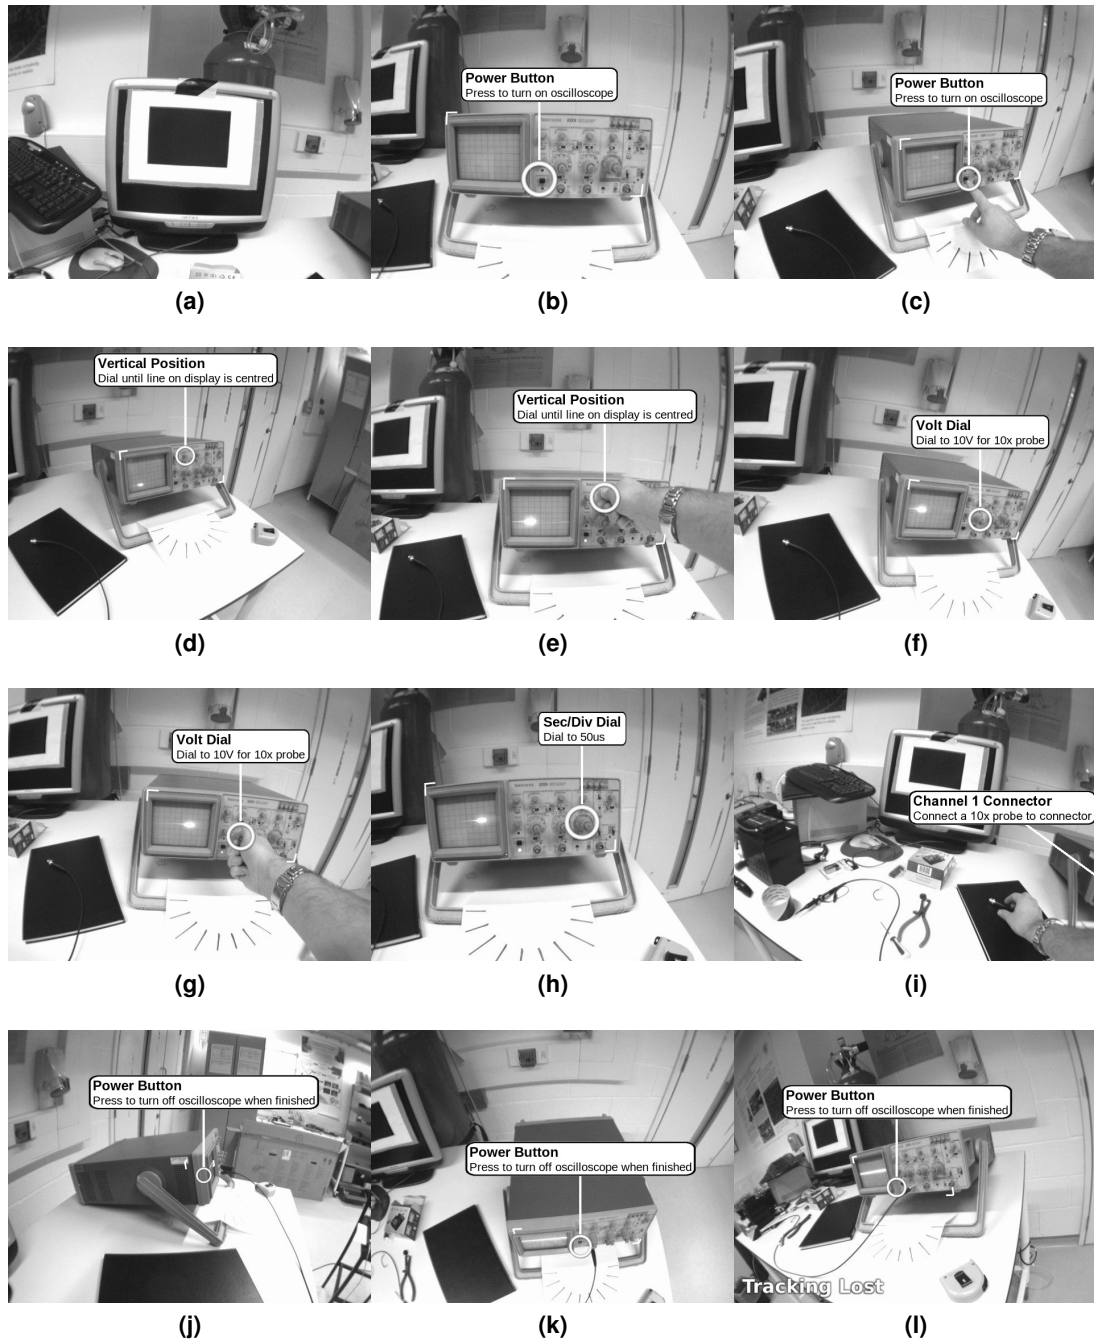 (a)
Power Button
Press to turn on oscilloscope
(b)
Power Button
Press to turn on oscilloscope
(c)
Vertical Position
Dial until line on display is centred
(d)
Vertical Position
Dial until line on display is centred
(e)
Volt Dial
Dial to 10V for 10x probe
(f)
Volt Dial
Dial to 10V for 10x probe
(g)
Sec/Div Dial
Dial to 50us
(h)
Channel 1 Connector
Connect a 10x probe to connector
(i)
Power Button
Press to turn off oscilloscope when finished
(j)
Power Button
Press to turn off oscilloscope when finished
(k)
Power Button
Press to turn off oscilloscope when finished
Tracking Lost
(l)